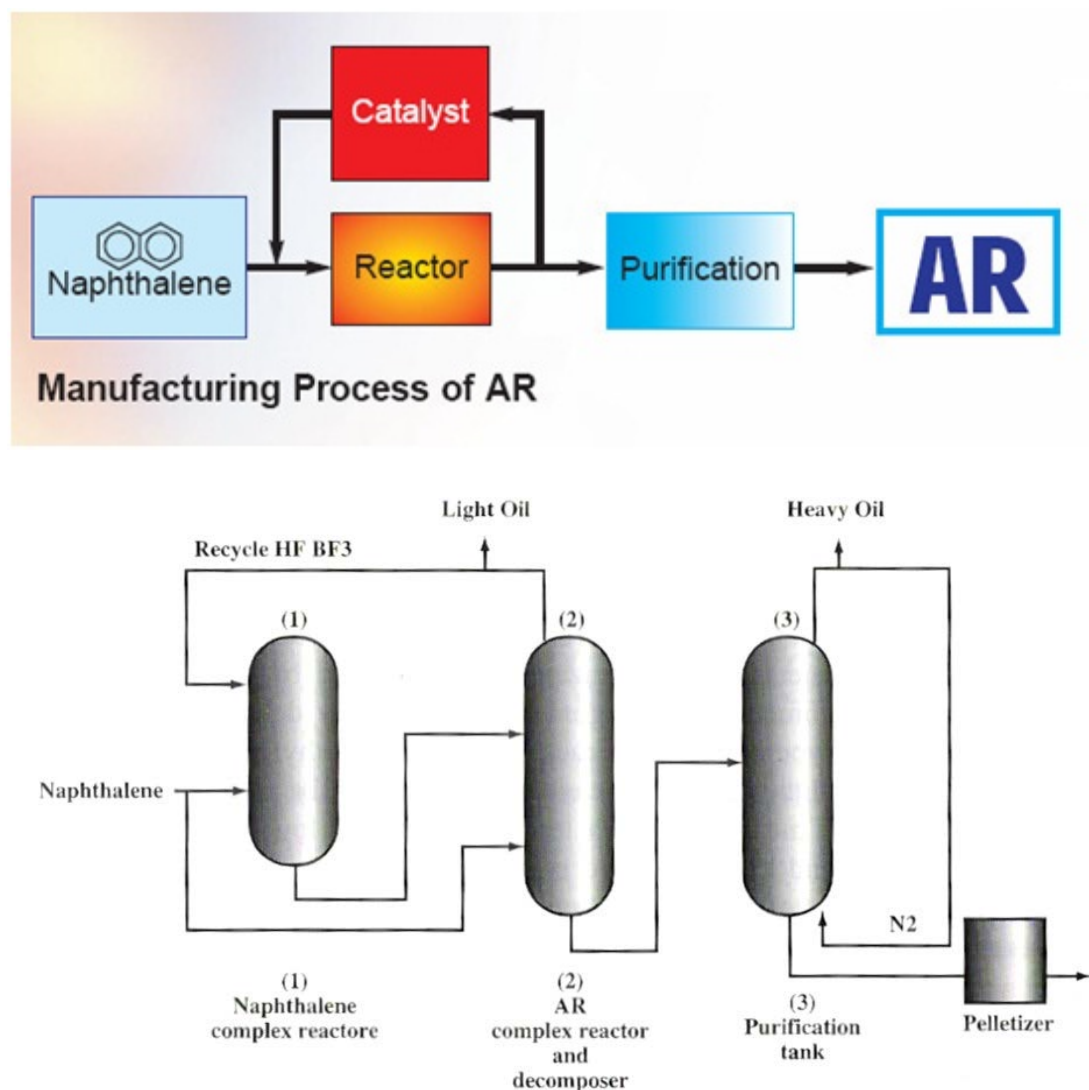 Catalyst
Naphthalene
Reactor
Purification
AR
Manufacturing Process of AR
Light Oil
Heavy Oil
Recycle HF BF3
(1)
(2)
(3)
Naphthalene
N2
(1)
Naphthalene
complex reactore
(2)
AR
complex reactor
and
decomposer
(3)
Purification
tank
Pelletizer